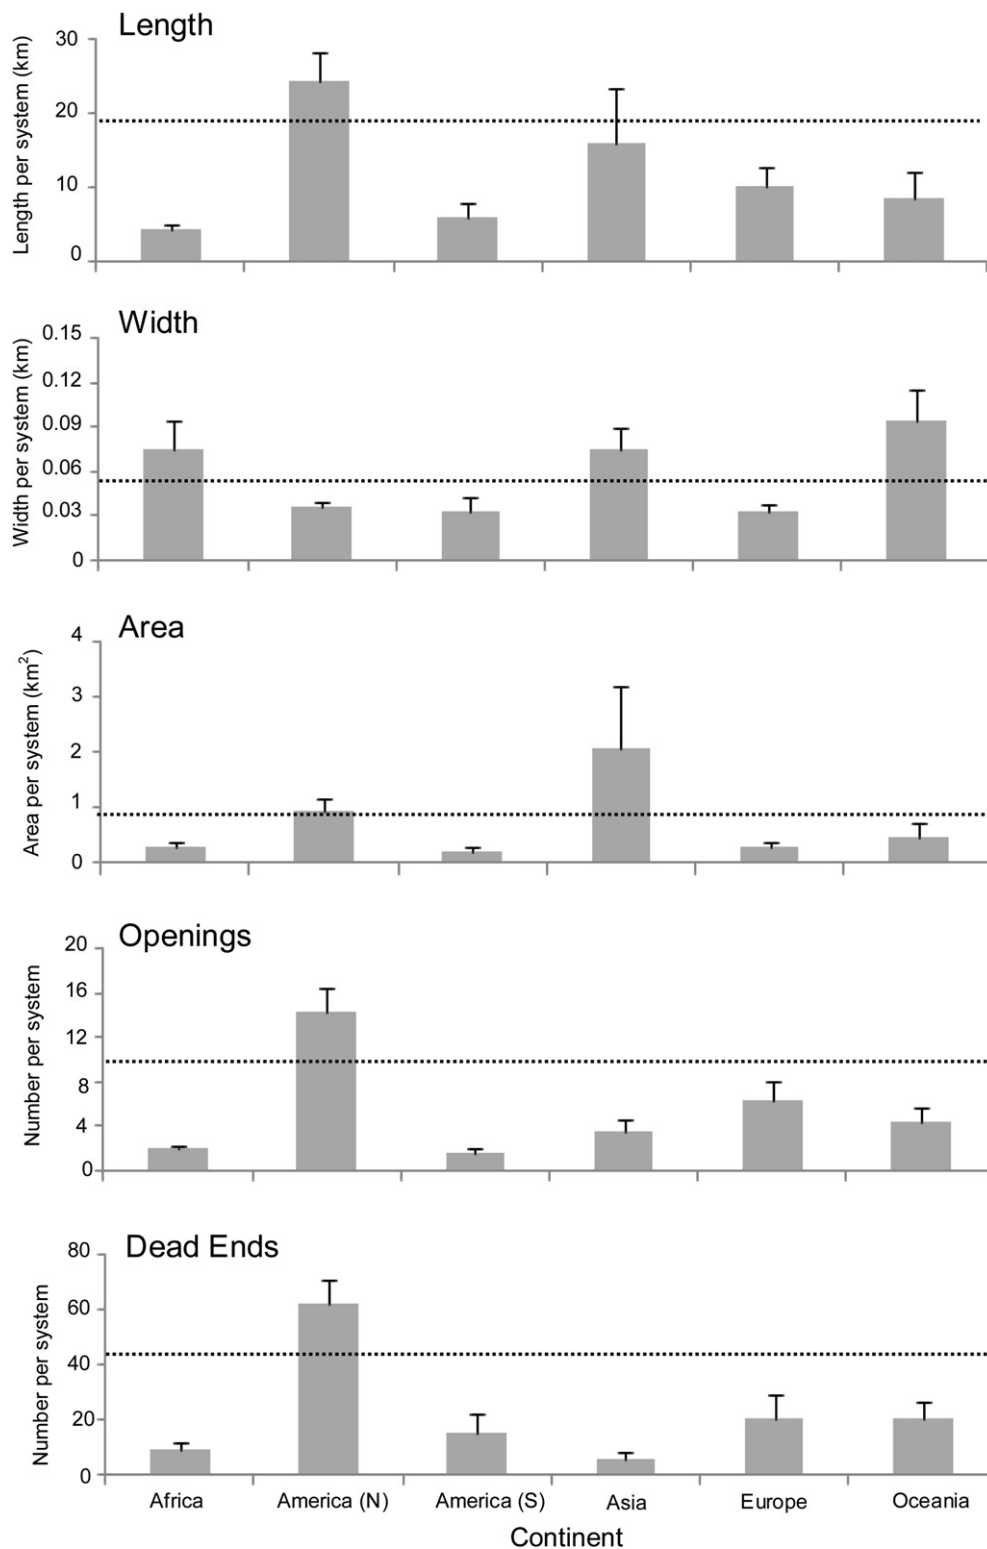 Length
Length per system (km)
30
20
10
0
Width
Width per system (km)
0.15
0.12
0.09
0.06
0.03
0
Area
Area per system (km²)
4
3
2
1
0
Openings
Number per system
20
16
12
8
4
0
Dead Ends
Number per system
80
60
40
20
0
Africa America (N) America (S) Asia Europe Oceania
Continent